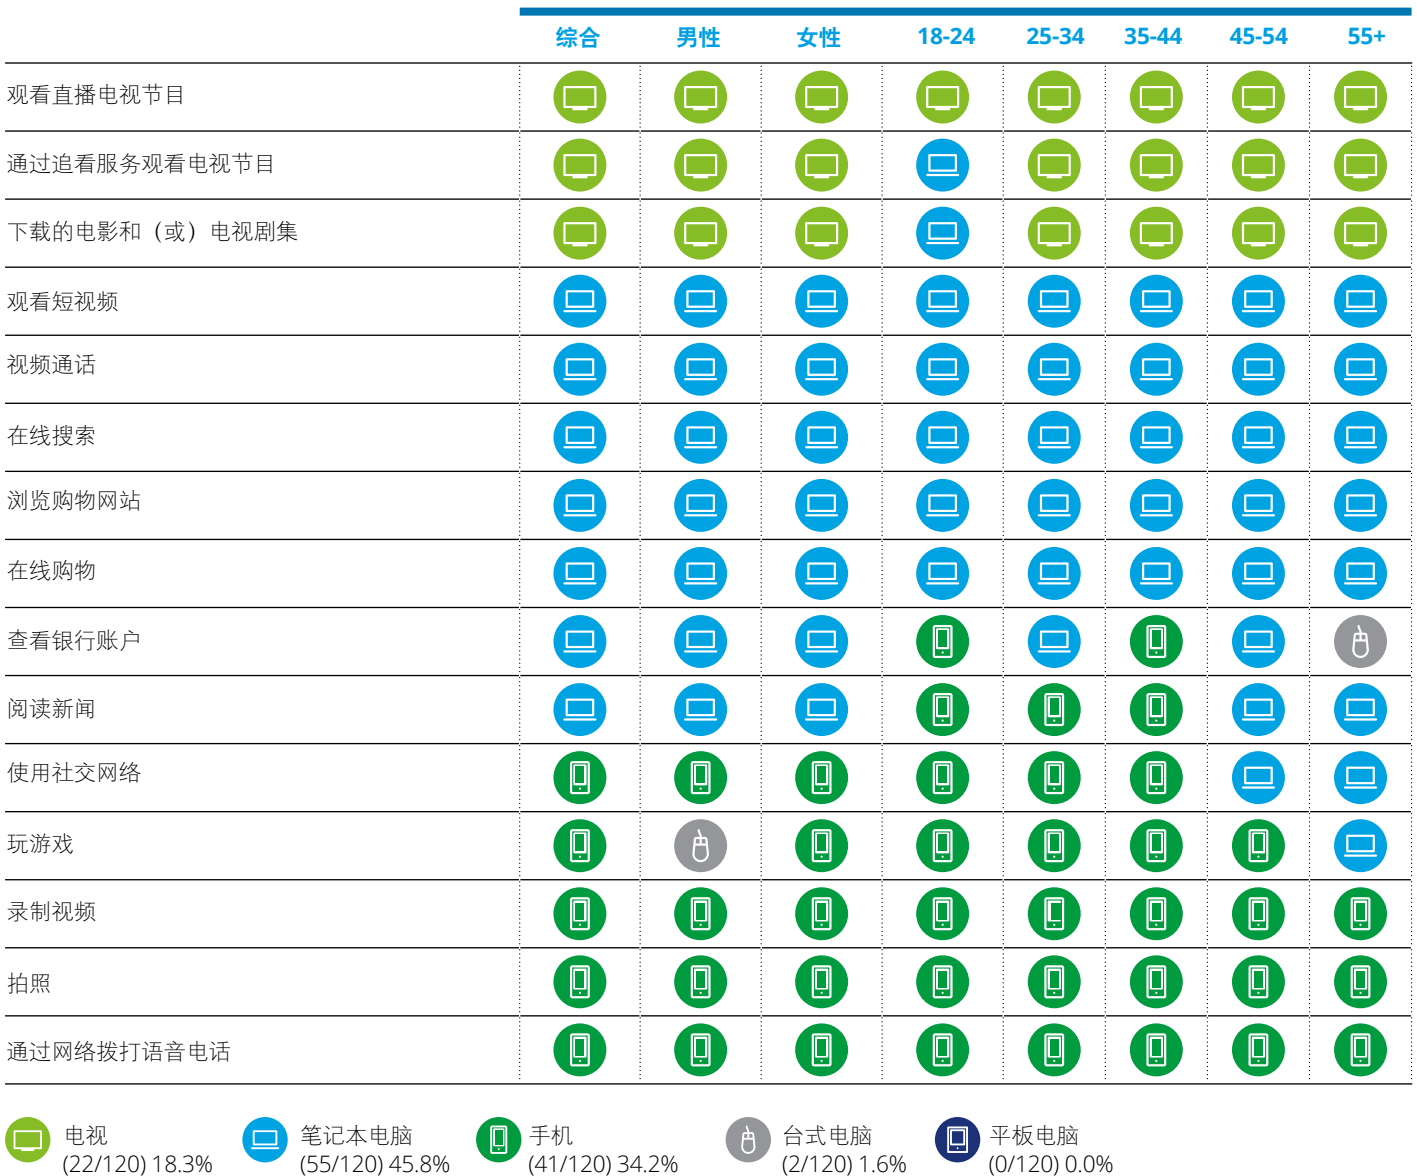 综合 男性 女性 18-24 25-34 35-44 45-54 55+
观看直播电视节目
通过追看服务观看电视节目
下载的电影和（或）电视剧集
观看短视频
视频通话
在线搜索
浏览购物网站
在线购物
查看银行账户
阅读新闻
使用社交网络
玩游戏
录制视频
拍照
通过网络拨打语音电话
电视 笔记本电脑 手机 台式电脑 平板电脑
(22/120) 18.3% (55/120) 45.8% (41/120) 34.2% (2/120) 1.6% (0/120) 0.0%